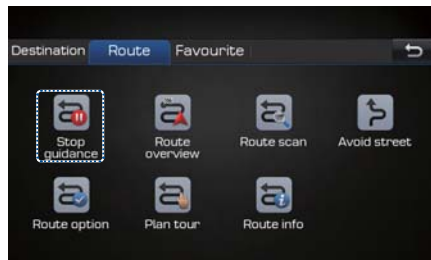 Destination Route Favourite
Stop guidance
Route overview
Route scan
Avoid street
Route option
Plan tour
Route info